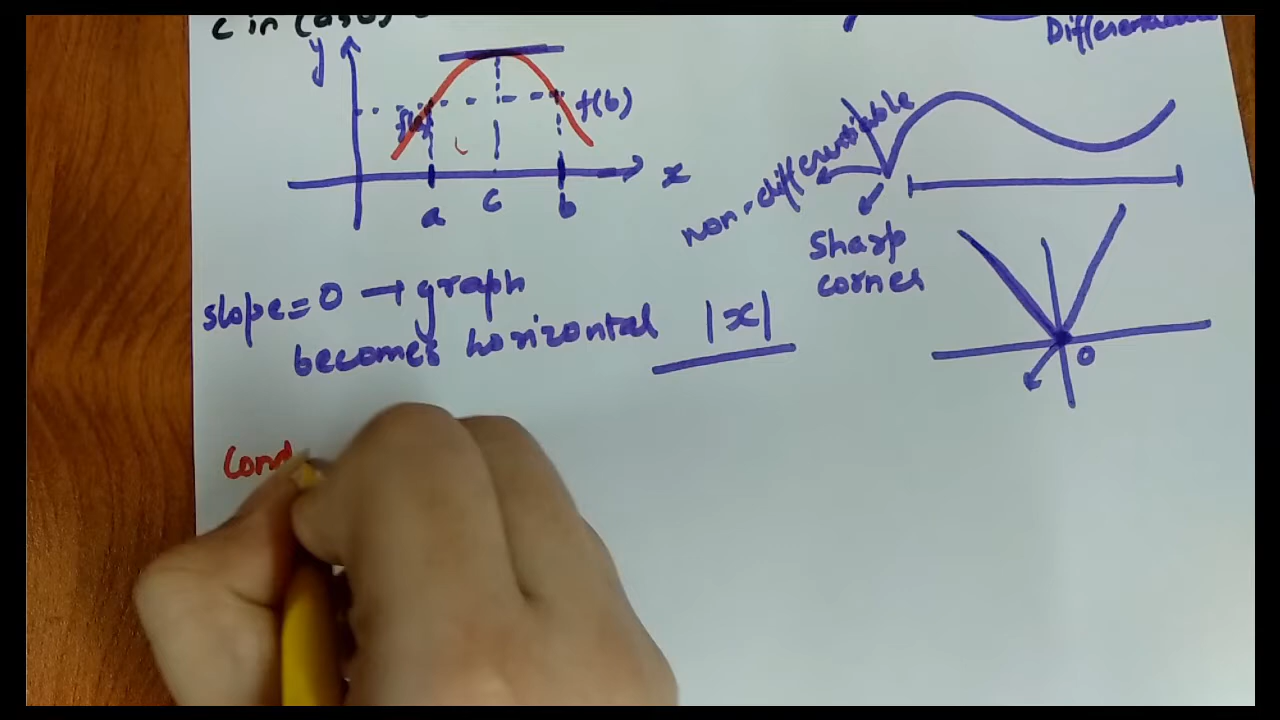 c in (a,b)
Differentiable
y
f(b)
x
a
c
b
non-differentiable
Sharp
corner
slope=0 → graph
becomes horizontal
|x|
0
Cond